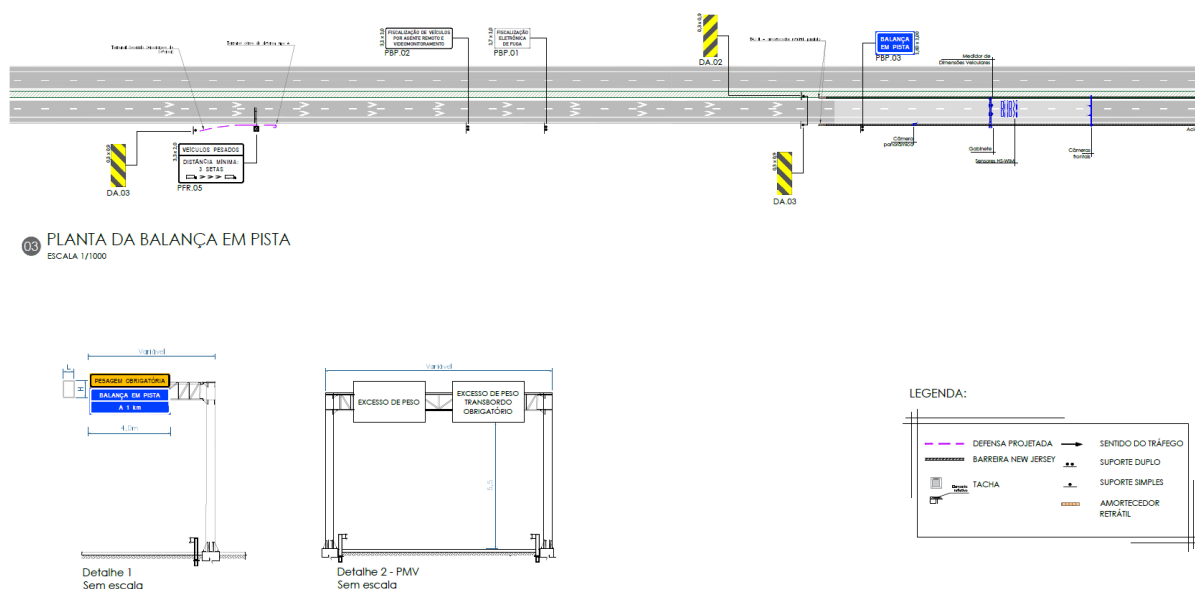 FISCALIZAÇÃO DE VEÍCULOS
POR AGENTE REMOTO E
VIDEOMONITORAMENTO
PBP.02
FISCALIZAÇÃO
ELETRÔNICA
DE FUGA
PBP.01
DA.02
BALANÇA
EM PISTA
PBP.03
Medidor de
Dimensões Veiculares
DA.03
VEÍCULOS PESADOS
DISTÂNCIA MÍNIMA:
3 SETAS
PFR.05
DA.03
Câmera
panorâmica
Gabinete
Sensores HS-WIM
Câmeras
frontais
03 PLANTA DA BALANÇA EM PISTA
ESCALA 1/1000
Variável
L
H
PESAGEM OBRIGATÓRIA
BALANÇA EM PISTA
A 1 km
4,0m
Detalhe 1
Sem escala
Variável
EXCESSO DE PESO
EXCESSO DE PESO
TRANSBORDO
OBRIGATÓRIO
5,5
Detalhe 2 - PMV
Sem escala
LEGENDA:
DEFENSA PROJETADA
SENTIDO DO TRÁFEGO
BARREIRA NEW JERSEY
SUPORTE DUPLO
TACHA
SUPORTE SIMPLES
AMORTECEDOR
RETRÁTIL